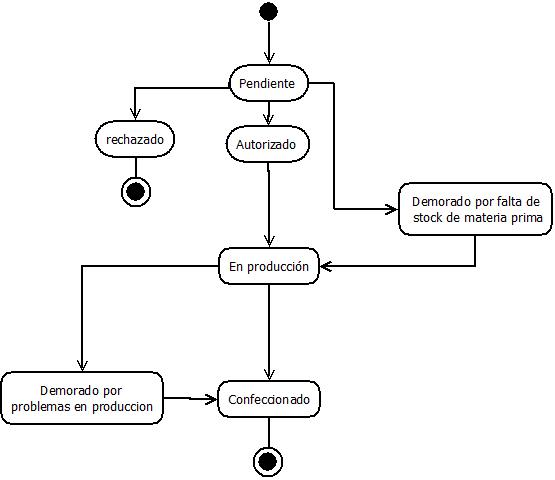 Pendiente
rechazado
Autorizado
Demorado por falta de
stock de materia prima
En producción
Demorado por
problemas en produccion
Confeccionado